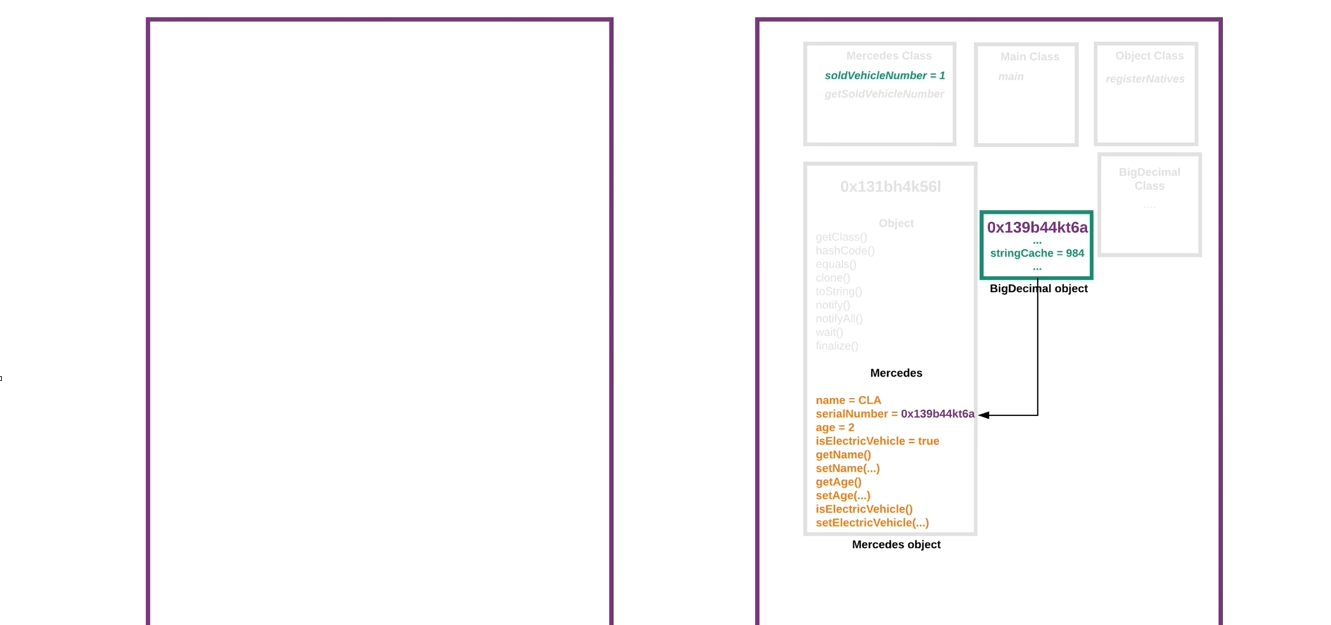 Mercedes Class
soldVehicleNumber = 1
getSoldVehicleNumber
Main Class
main
Object Class
registerNatives
BigDecimal
Class
....
0x131bh4k56l
Object
getClass()
hashCode()
equals()
clone()
toString()
notify()
notifyAll()
wait()
finalize()
Mercedes
name = CLA
serialNumber = 0x139b44kt6a
age = 2
isElectricVehicle = true
getName()
setName(...)
getAge()
setAge(...)
isElectricVehicle()
setElectricVehicle(...)
Mercedes object
0x139b44kt6a
...
stringCache = 984
...
BigDecimal object